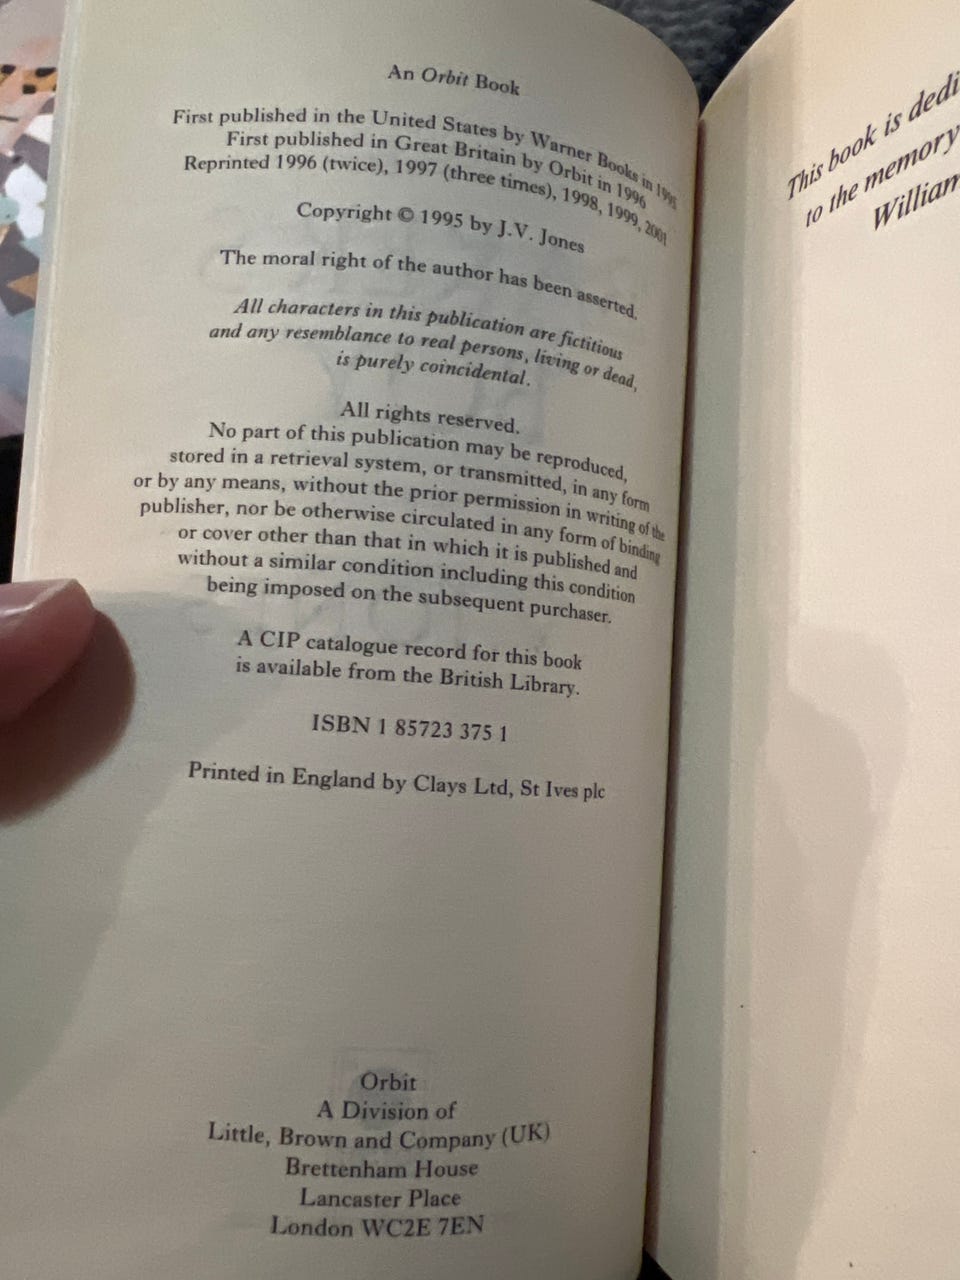 An Orbit Book
First published in the United States by Warner Books in 1995
First published in Great Britain by Orbit in 1996
Reprinted 1996 (twice), 1997 (three times), 1998, 1999, 2001
Copyright © 1995 by J.V. Jones
The moral right of the author has been asserted.
All characters in this publication are fictitious
and any resemblance to real persons, living or dead,
is purely coincidental.
All rights reserved.
No part of this publication may be reproduced,
stored in a retrieval system, or transmitted, in any form
or by any means, without the prior permission in writing of the
publisher, nor be otherwise circulated in any form of binding
or cover other than that in which it is published and
without a similar condition including this condition
being imposed on the subsequent purchaser.
A CIP catalogue record for this book
is available from the British Library.
ISBN 1 85723 375 1
Printed in England by Clays Ltd, St Ives plc
Orbit
A Division of
Little, Brown and Company (UK)
Brettenham House
Lancaster Place
London WC2E 7EN
This book is dedi
to the memory
William